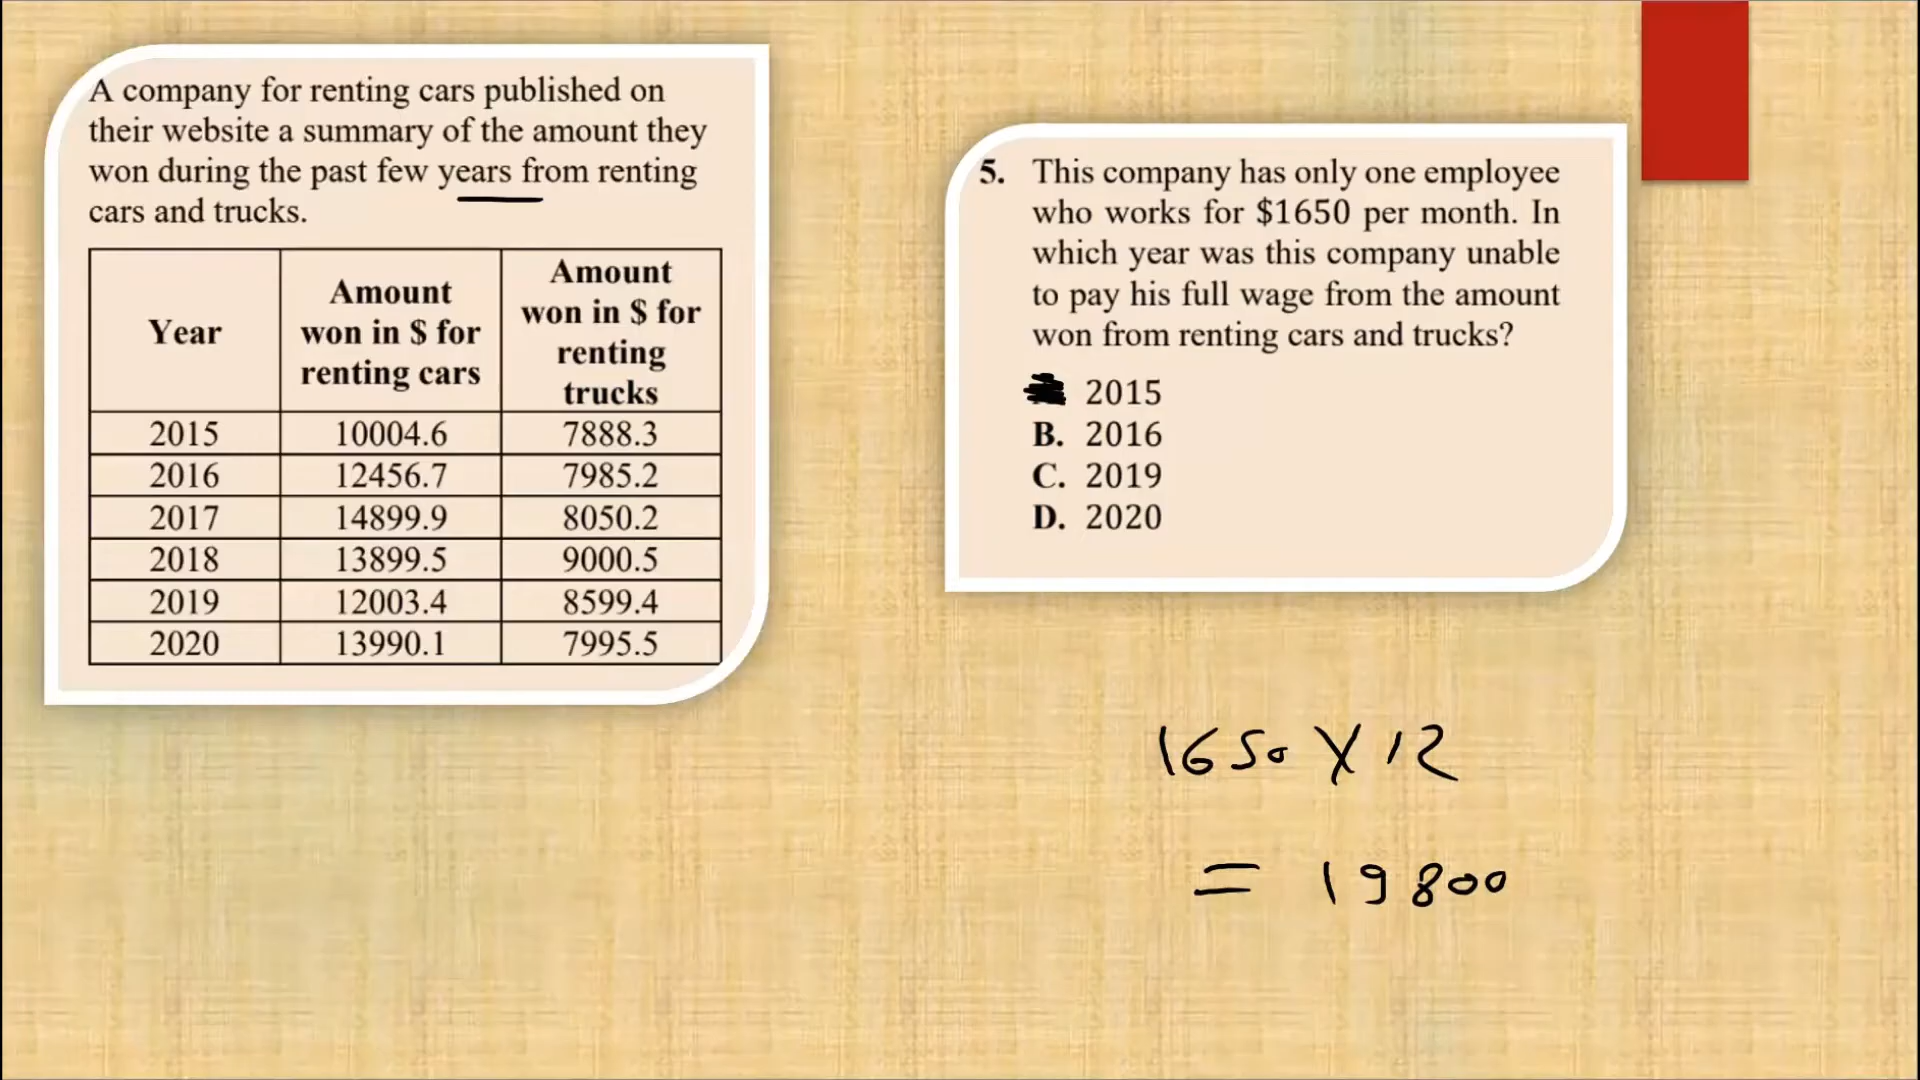 A company for renting cars published on
their website a summary of the amount they
won during the past few years from renting
cars and trucks.
Year
Amount
won in $ for
renting cars
Amount
won in $ for
renting
trucks
2015 10004.6 7888.3
2016 12456.7 7985.2
2017 14899.9 8050.2
2018 13899.5 9000.5
2019 12003.4 8599.4
2020 13990.1 7995.5
5. This company has only one employee
who works for $1650 per month. In
which year was this company unable
to pay his full wage from the amount
won from renting cars and trucks?
2015
B. 2016
C. 2019
D. 2020
1650 X 12
= 19800